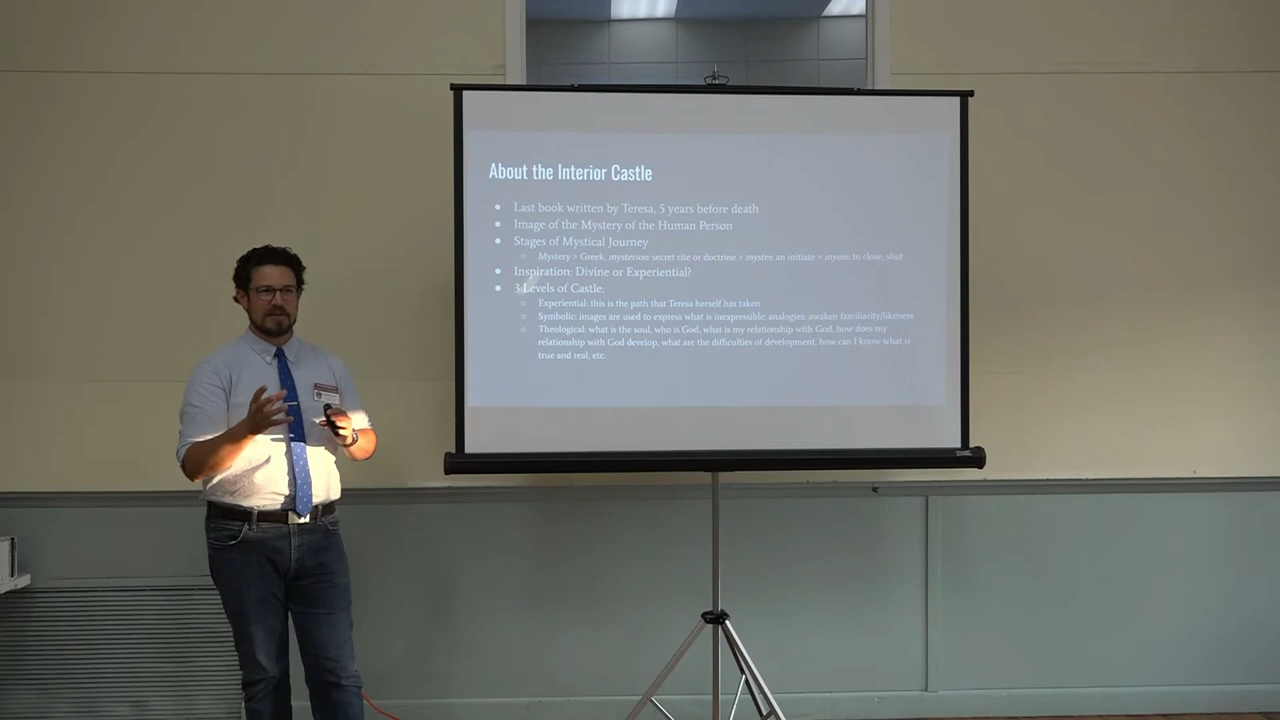 About the Interior Castle
Last book written by Teresa, 5 years before death
Image of the Mystery of the Human Person
Stages of Mystical Journey
Mystery > Greek, mysterion: secret rite or doctrine > mystes: an initiate > myein: to close, shut
Inspiration: Divine or Experiential?
3 Levels of Castle:
Experiential: this is the path that Teresa herself has taken
Symbolic: images are used to express what is inexpressible; analogies, awaken familiarity/likeness
Theological: what is the soul, who is God, what is my relationship with God, how does my
relationship with God develop, what are the difficulties of development, how can I know what is
true and real, etc.